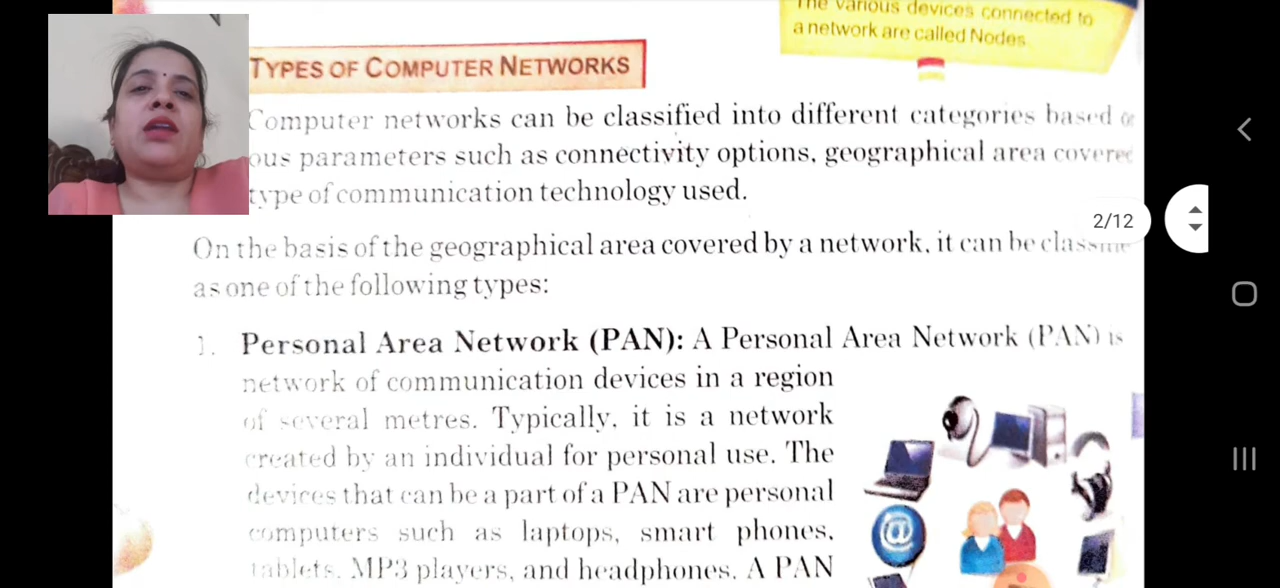 The various devices connected to
a network are called Nodes.
TYPES OF COMPUTER NETWORKS
Computer networks can be classified into different categories based
ous parameters such as connectivity options, geographical area covered
type of communication technology used.
2/12
On the basis of the geographical area covered by a network, it can be
as one of the following types:
1. Personal Area Network (PAN): A Personal Area Network (PAN) is
network of communication devices in a region
of several metres. Typically, it is a network
created by an individual for personal use. The
devices that can be a part of a PAN are personal
computers such as laptops, smart phones,
tablets, MP3 players, and headphones. A PAN
@